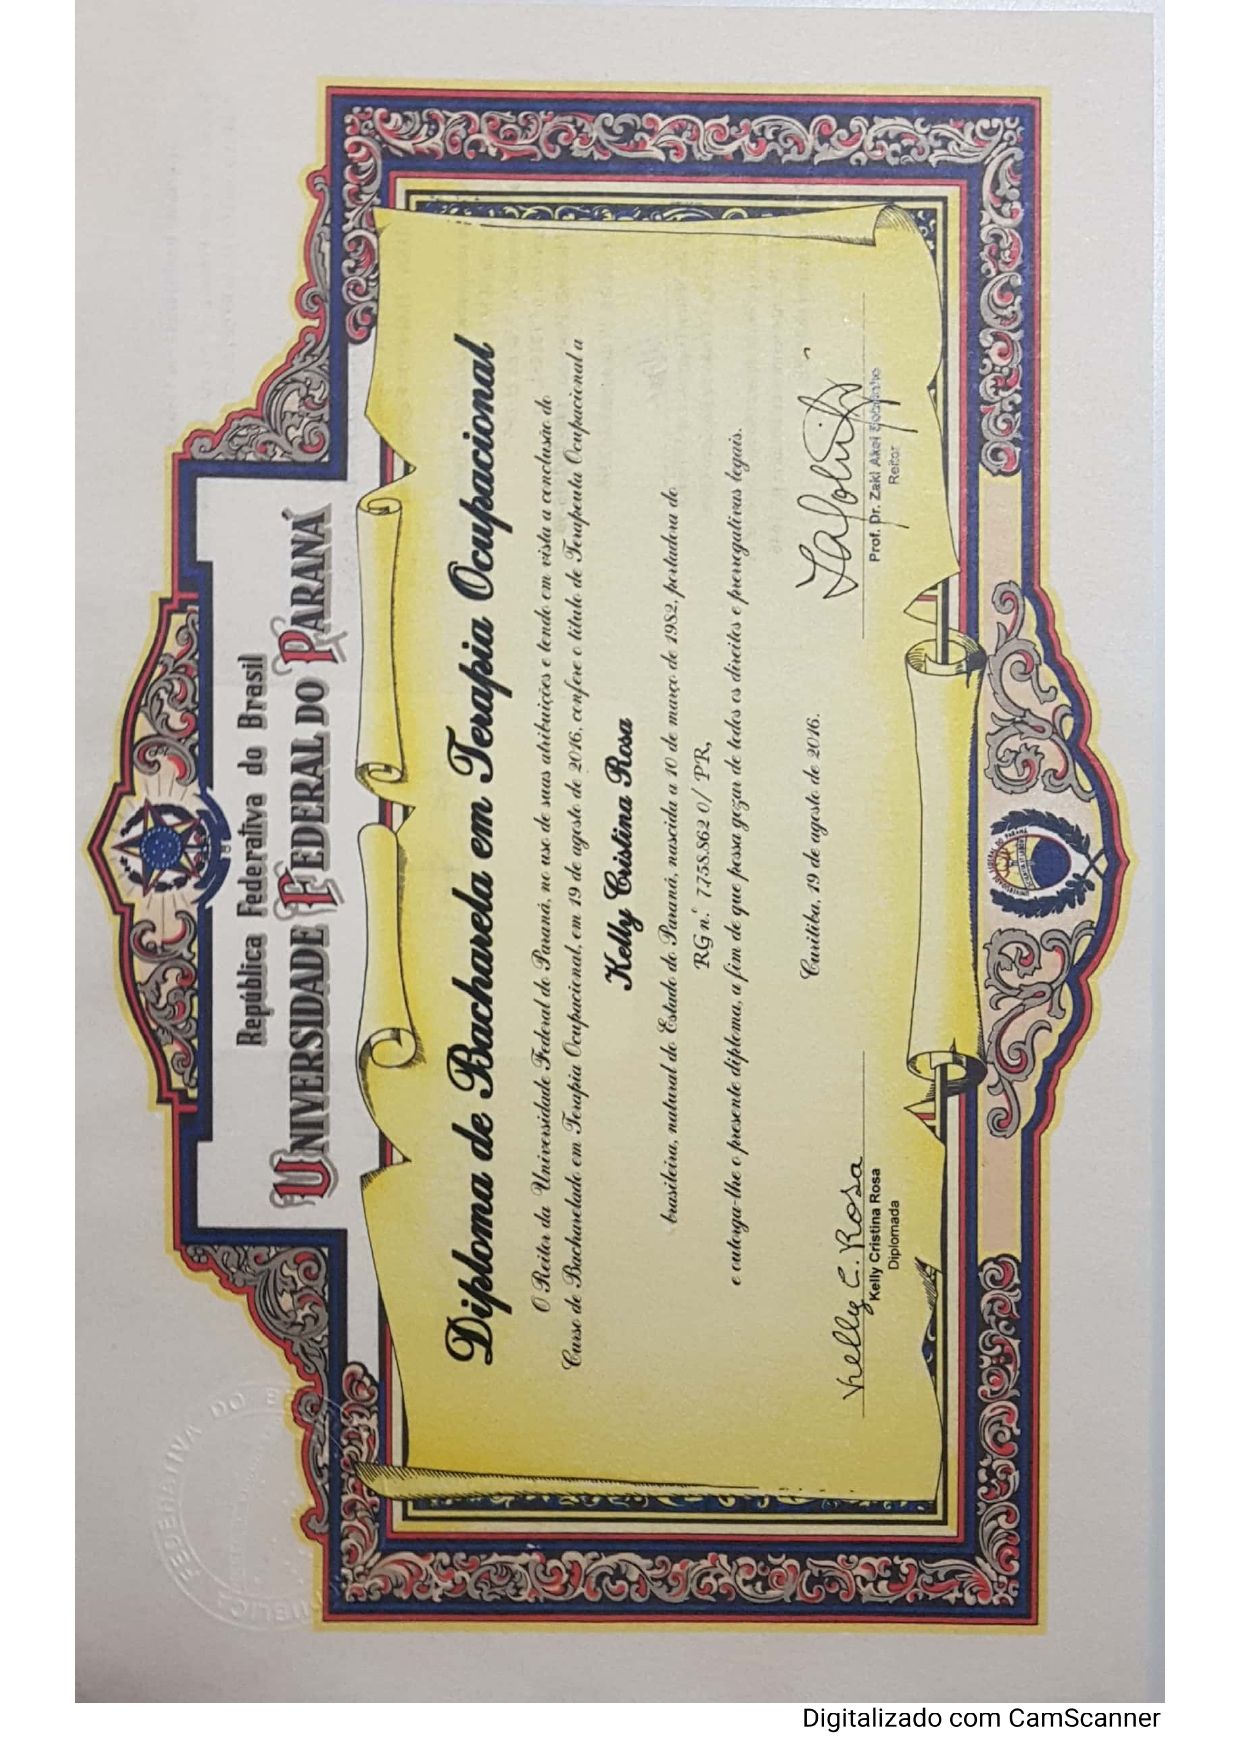 República Federativa do Brasil
UNIVERSIDADE FEDERAL DO PARANÁ
Diploma de Bacharela em Terapia Ocupacional
O Reitor da Universidade Federal do Paraná, no uso de suas atribuições e tendo em vista a conclusão do
Curso de Bacharelado em Terapia Ocupacional, em 19 de agosto de 2016, confere o título de Terapeuta Ocupacional a
Kelly Cristina Rosa
brasileira, natural do Estado do Paraná, nascida a 10 de março de 1982, portadora do
RG n.º 7.758.862 0/ PR,
e outorga-lhe o presente diploma, a fim de que possa gozar de todos os direitos e prerrogativas legais.
Curitiba, 19 de agosto de 2016.
Kelly C. Rosa
Kelly Cristina Rosa
Diplomada
Prof. Dr. Zaki Akel Sobrinho
Reitor
FEDERATIVA DO
Digitalizado com CamScanner